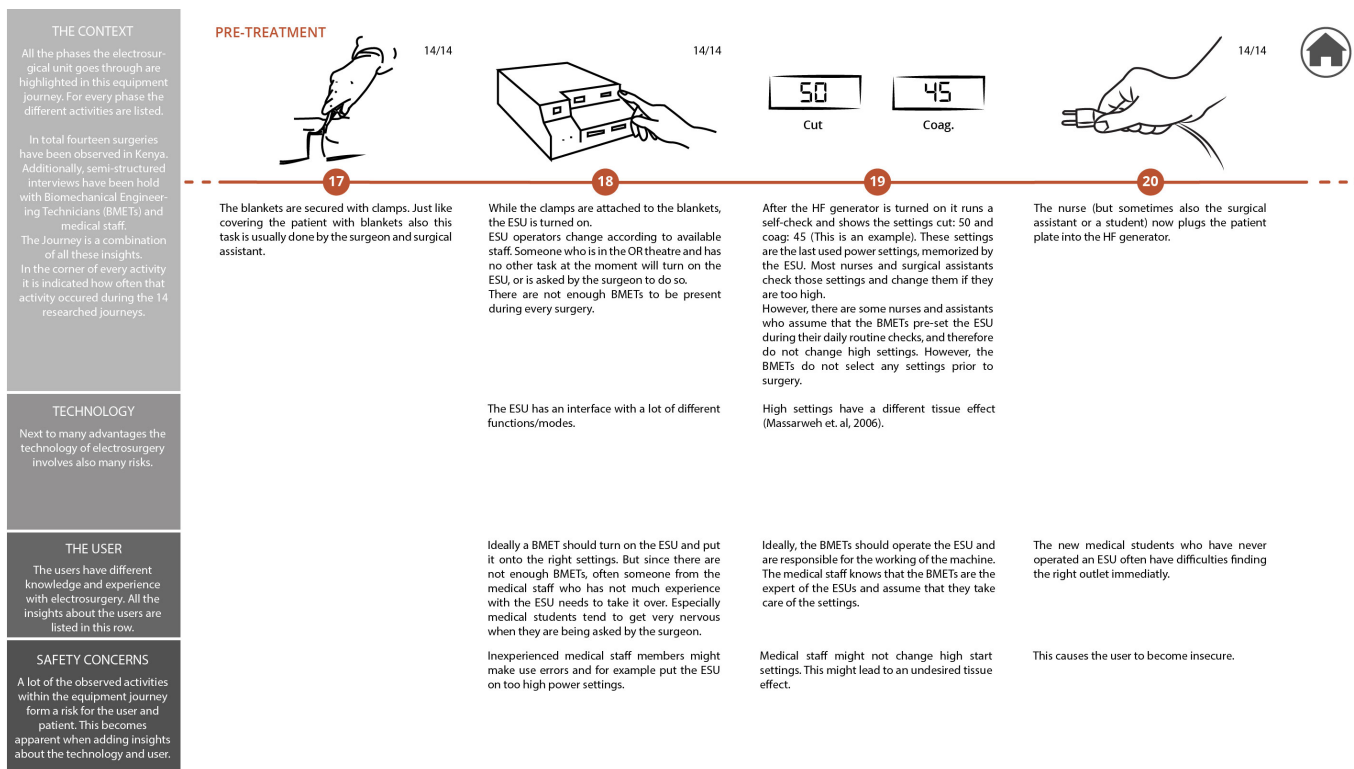 THE CONTEXT
All the phases the electrosur-
gical unit goes through are
highlighted in this equipment
journey. For every phase the
different activities are listed.
In total fourteen surgeries
have been observed in Kenya.
Additionally, semi-structured
interviews have been hold
with Biomechanical Engineer-
ing Technicians (BMETs) and
medical staff.
The Journey is a combination
of all these insights.
In the corner of every activity
it is indicated how often that
activity occured during the 14
researched journeys.
TECHNOLOGY
Next to many advantages the
technology of electrosurgery
involves also many risks.
THE USER
The users have different
knowledge and experience
with electrosurgery. All the
insights about the users are
listed in this row.
SAFETY CONCERNS
A lot of the observed activities
within the equipment journey
form a risk for the user and
patient. This becomes
apparent when adding insights
about the technology and user.
PRE-TREATMENT
14/14
17
The blankets are secured with clamps. Just like
covering the patient with blankets also this
task is usually done by the surgeon and surgical
assistant.
14/14
18
While the clamps are attached to the blankets,
the ESU is turned on.
ESU operators change according to available
staff. Someone who is in the OR theatre and has
no other task at the moment will turn on the
ESU, or is asked by the surgeon to do so.
There are not enough BMETs to be present
during every surgery.
The ESU has an interface with a lot of different
functions/modes.
Ideally a BMET should turn on the ESU and put
it onto the right settings. But since there are
not enough BMETs, often someone from the
medical staff who has not much experience
with the ESU needs to take it over. Especially
medical students tend to get very nervous
when they are being asked by the surgeon.
Inexperienced medical staff members might
make use errors and for example put the ESU
on too high power settings.
50
Cut
45
Coag.
19
After the HF generator is turned on it runs a
self-check and shows the settings cut: 50 and
coag: 45 (This is an example). These settings
are the last used power settings, memorized by
the ESU. Most nurses and surgical assistants
check those settings and change them if they
are too high.
However, there are some nurses and assistants
who assume that the BMETs pre-set the ESU
during their daily routine checks, and therefore
do not change high settings. However, the
BMETs do not select any settings prior to
surgery.
High settings have a different tissue effect
(Massarweh et. al, 2006).
Ideally, the BMETs should operate the ESU and
are responsible for the working of the machine.
The medical staff knows that the BMETs are the
expert of the ESUs and assume that they take
care of the settings.
Medical staff might not change high start
settings. This might lead to an undesired tissue
effect.
14/14
20
The nurse (but sometimes also the surgical
assistant or a student) now plugs the patient
plate into the HF generator.
The new medical students who have never
operated an ESU often have difficulties finding
the right outlet immediatly.
This causes the user to become insecure.